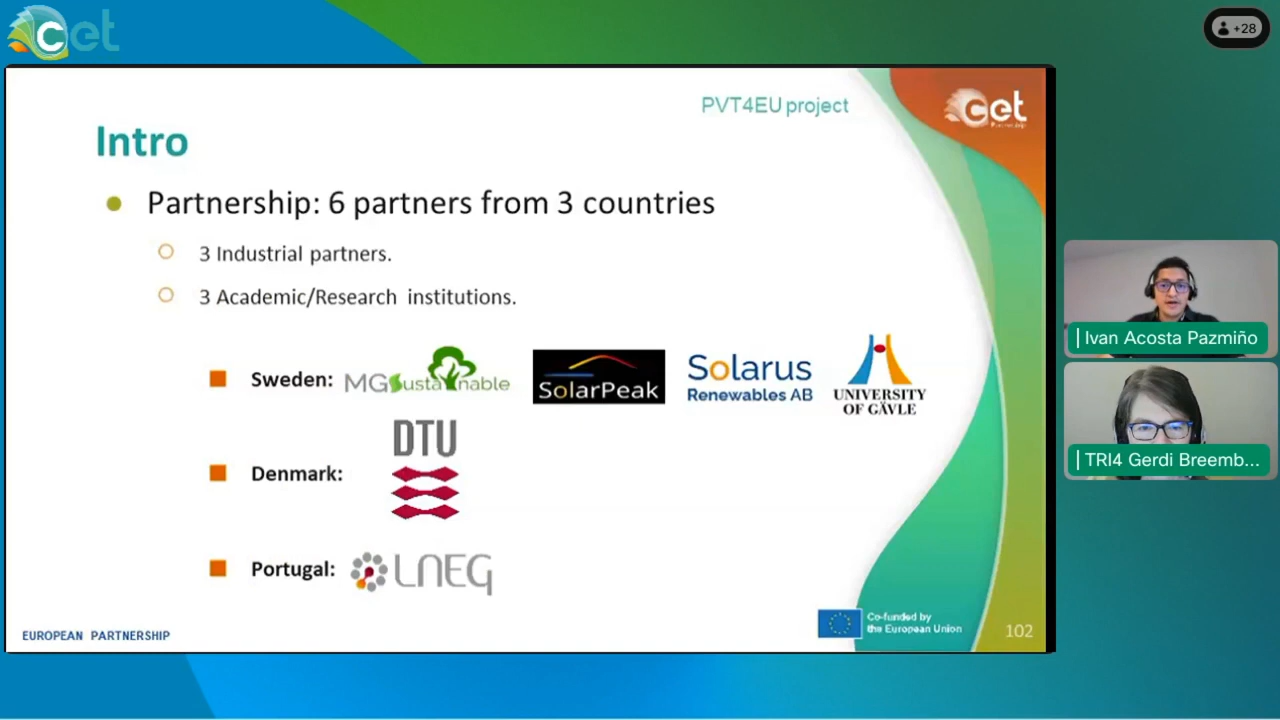 cet
+28
PVT4EU project
cet
Intro
Partnership: 6 partners from 3 countries
3 Industrial partners.
3 Academic/Research institutions.
Sweden: MGSustainable SolarPeak Solarus Renewables AB UNIVERSITY OF GÄVLE
DTU
Denmark:
Portugal: LNEG
EUROPEAN PARTNERSHIP
Co-funded by
the European Union
102
Ivan Acosta Pazmiño
TRI4 Gerdi Breemb...